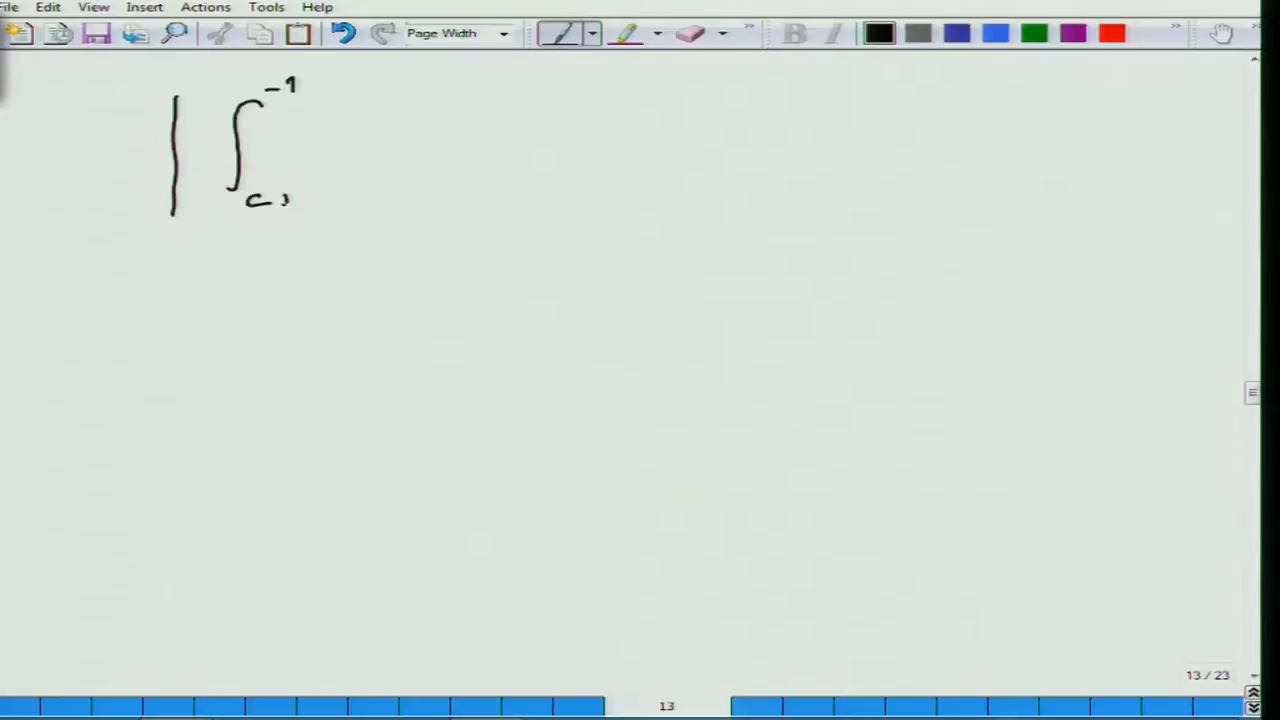 File Edit View Insert Actions Tools Help
Page Width B I
-1
| ∫
13 / 23
13